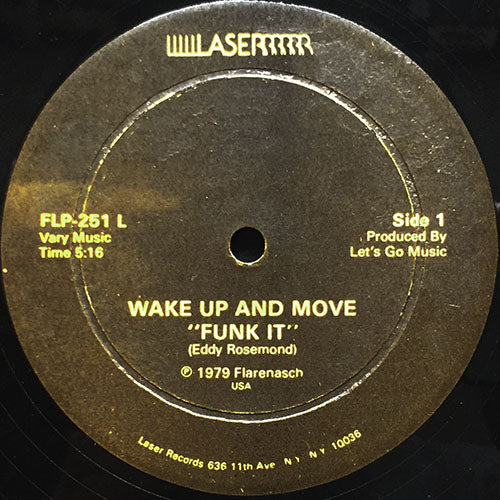 LASER
FLP-251 L
Vary Music
Time 5:16
Side 1
Produced By
Let's Go Music
WAKE UP AND MOVE
"FUNK IT"
(Eddy Rosemond)
℗ 1979 Flarenasch
USA
Laser Records 636 11th Ave N Y N Y 10036